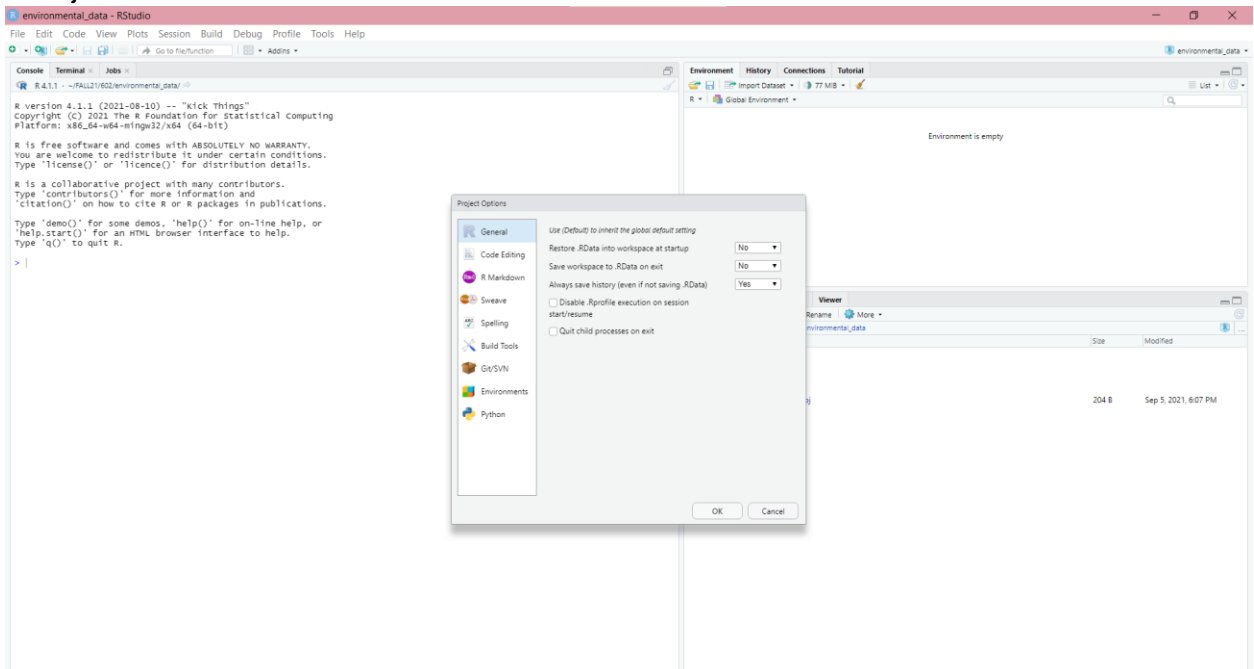 environmental_data - RStudio
File Edit Code View Plots Session Build Debug Profile Tools Help
Go to file/function Addins environmental_data
Console Terminal Jobs
R 4.1.1 · ~/FALL21/602/environmental_data/
R version 4.1.1 (2021-08-10) -- "Kick Things"
Copyright (C) 2021 The R Foundation for Statistical Computing
Platform: x86_64-w64-mingw32/x64 (64-bit)
R is free software and comes with ABSOLUTELY NO WARRANTY.
You are welcome to redistribute it under certain conditions.
Type 'license()' or 'licence()' for distribution details.
R is a collaborative project with many contributors.
Type 'contributors()' for more information and
'citation()' on how to cite R or R packages in publications.
Type 'demo()' for some demos, 'help()' for on-line help, or
'help.start()' for an HTML browser interface to help.
Type 'q()' to quit R.
>
Environment History Connections Tutorial
Import Dataset 77 MiB List
R Global Environment
Environment is empty
Project Options
General
Code Editing
R Markdown
Sweave
Spelling
Build Tools
Git/SVN
Environments
Python
Use (Default) to inherit the global default setting
Restore .RData into workspace at startup No
Save workspace to .RData on exit No
Always save history (even if not saving .RData) Yes
Disable .Rprofile execution on session
start/resume
Quit child processes on exit
OK Cancel
Viewer
Rename More
nvironmental_data
Size Modified
oj 204 B Sep 5, 2021, 6:07 PM